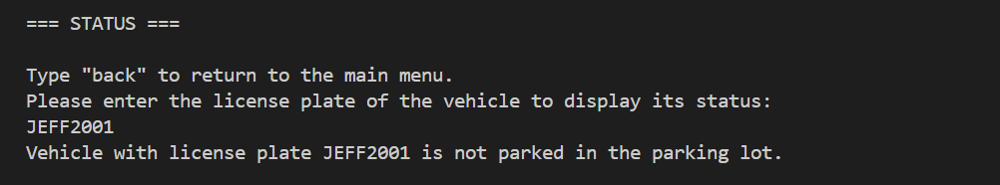 === STATUS ===
Type "back" to return to the main menu.
Please enter the license plate of the vehicle to display its status:
JEFF2001
Vehicle with license plate JEFF2001 is not parked in the parking lot.